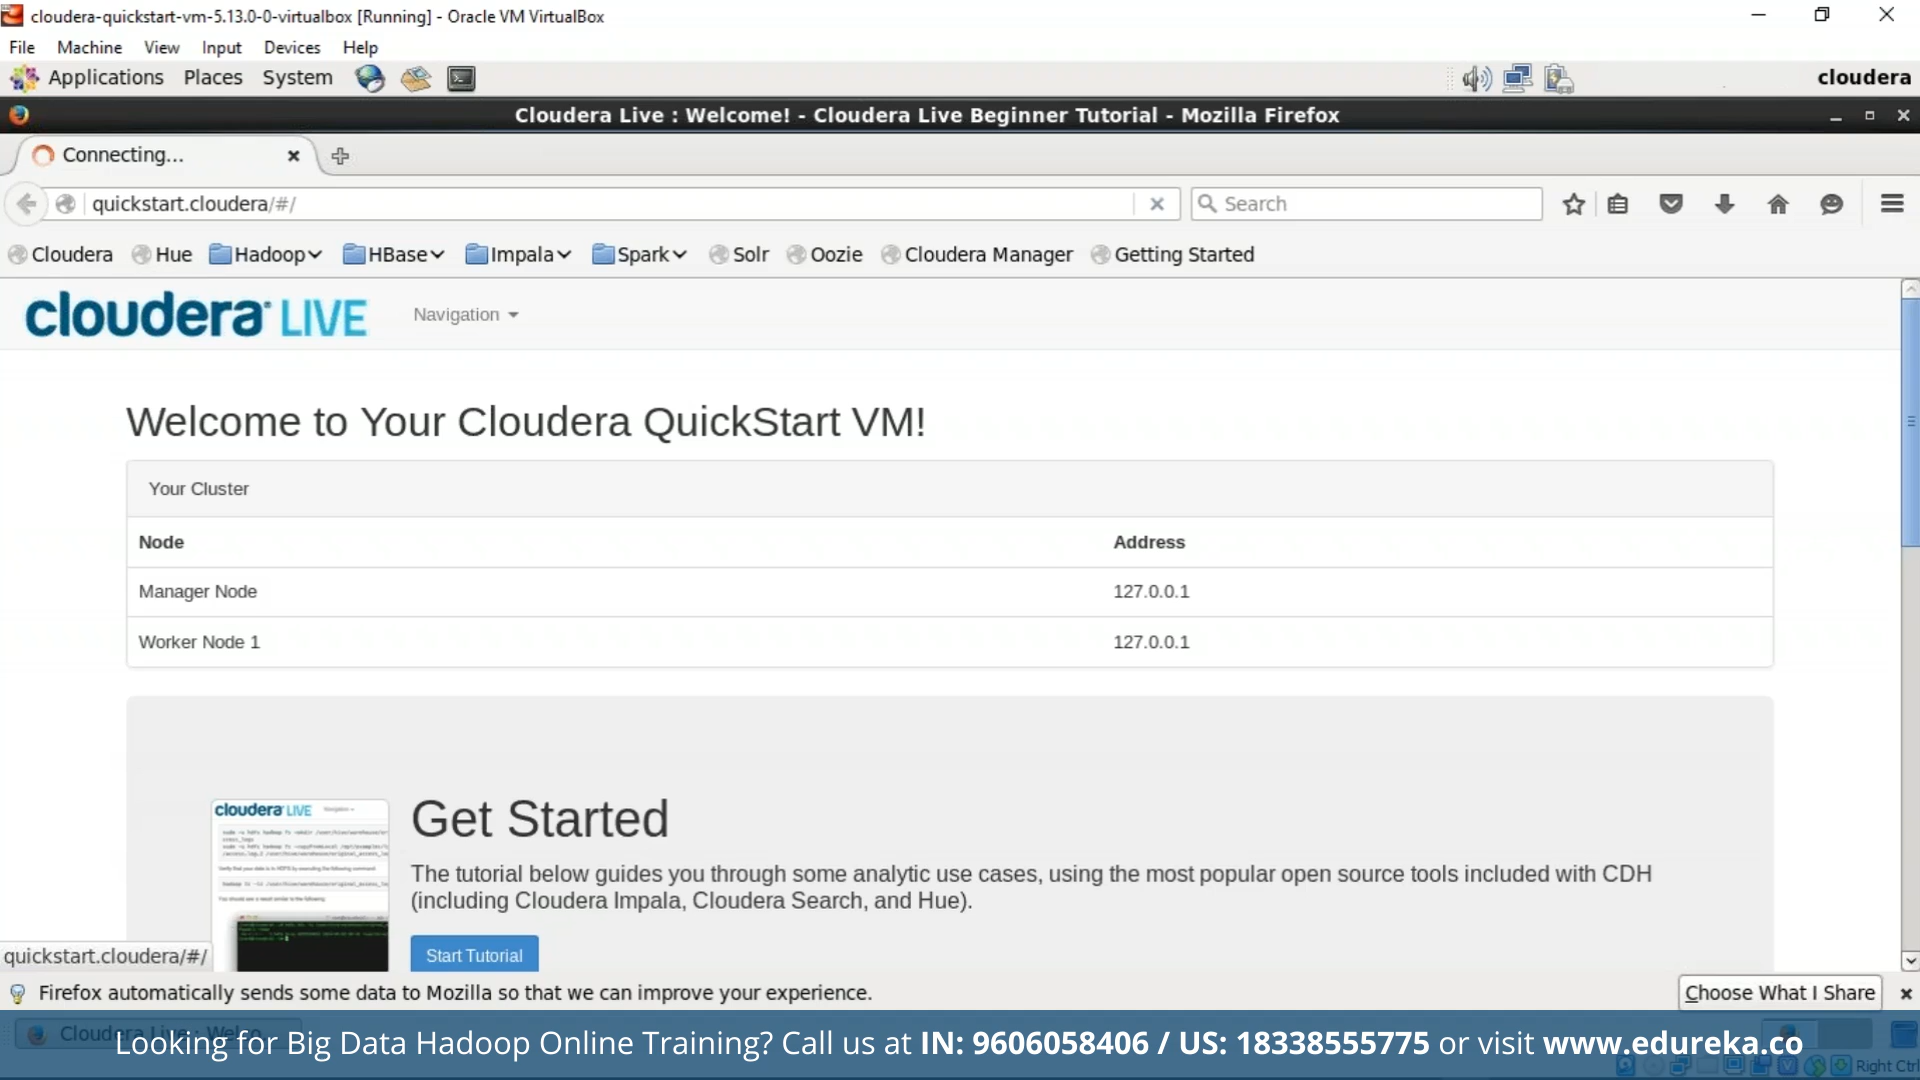 cloudera-quickstart-vm-5.13.0-0-virtualbox [Running] - Oracle VM VirtualBox
File Machine View Input Devices Help
Applications Places System cloudera
Cloudera Live : Welcome! - Cloudera Live Beginner Tutorial - Mozilla Firefox
Connecting...
quickstart.cloudera/#/ Search
Cloudera Hue Hadoop HBase Impala Spark Solr Oozie Cloudera Manager Getting Started
cloudera LIVE Navigation
Welcome to Your Cloudera QuickStart VM!
Your Cluster
Node Address
Manager Node 127.0.0.1
Worker Node 1 127.0.0.1
cloudera LIVE Navigation
Get Started
The tutorial below guides you through some analytic use cases, using the most popular open source tools included with CDH
(including Cloudera Impala, Cloudera Search, and Hue).
Start Tutorial
quickstart.cloudera/#/
Firefox automatically sends some data to Mozilla so that we can improve your experience. Choose What I Share
Looking for Big Data Hadoop Online Training? Call us at IN: 9606058406 / US: 18338555775 or visit www.edureka.co
Right Ctrl